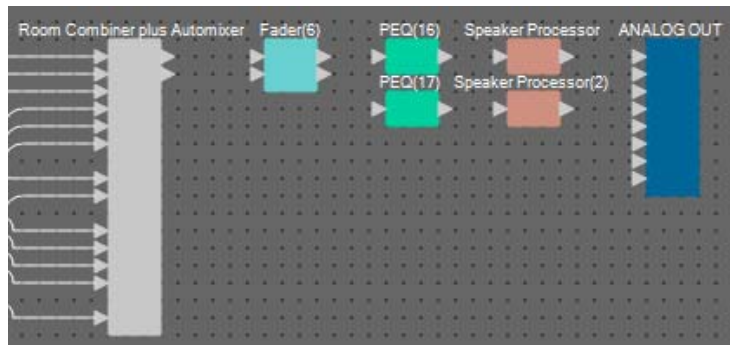 Room Combiner plus Automixer
Fader(6)
PEQ(16)
Speaker Processor
ANALOG OUT
PEQ(17)
Speaker Processor(2)